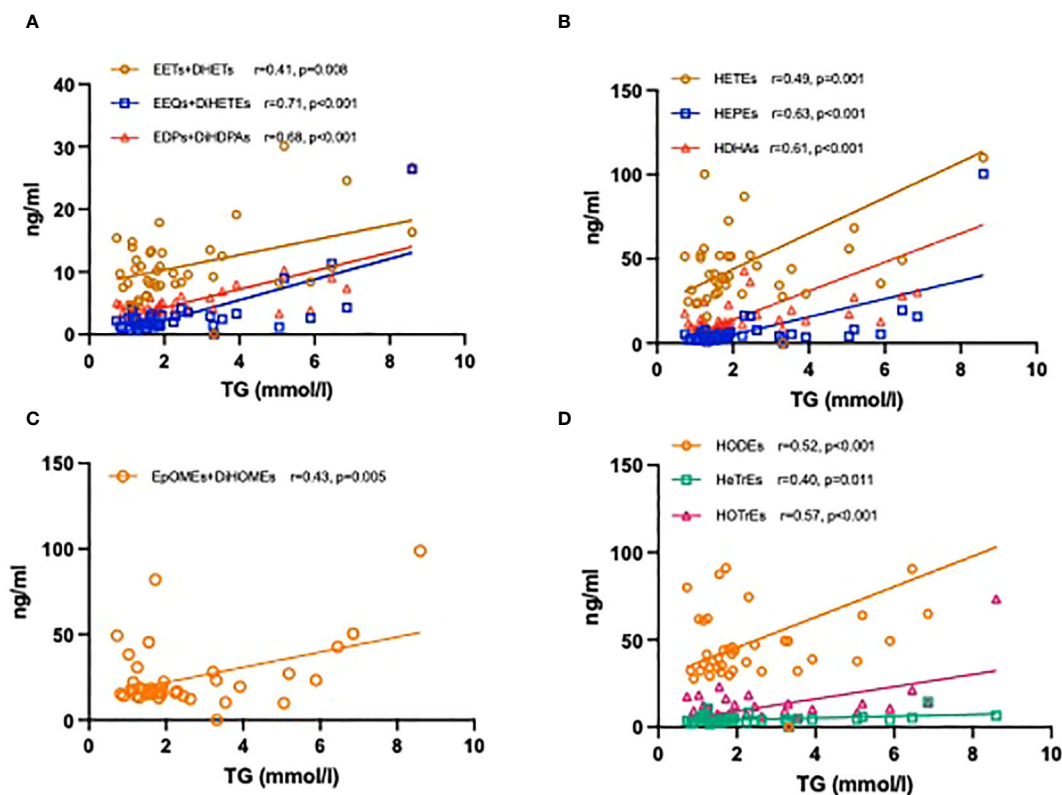 A
EETs+DHETs r=0.41, p=0.008
EEQs+DiHETEs r=0.71, p<0.001
EDPs+DiHDPAs r=0.68, p<0.001
40
30
20
10
0
ng/ml
0 2 4 6 8 10
TG (mmol/l)
B
HETEs r=0.49, p=0.001
HEPEs r=0.63, p<0.001
HDHAs r=0.61, p<0.001
150
100
50
0
ng/ml
0 2 4 6 8 10
TG (mmol/l)
C
EpOMEs+DiHOMEs r=0.43, p=0.005
150
100
50
0
ng/ml
0 2 4 6 8 10
TG (mmol/l)
D
HODEs r=0.52, p<0.001
HeTrEs r=0.40, p=0.011
HOTrEs r=0.57, p<0.001
150
100
50
0
ng/ml
0 2 4 6 8 10
TG (mmol/l)